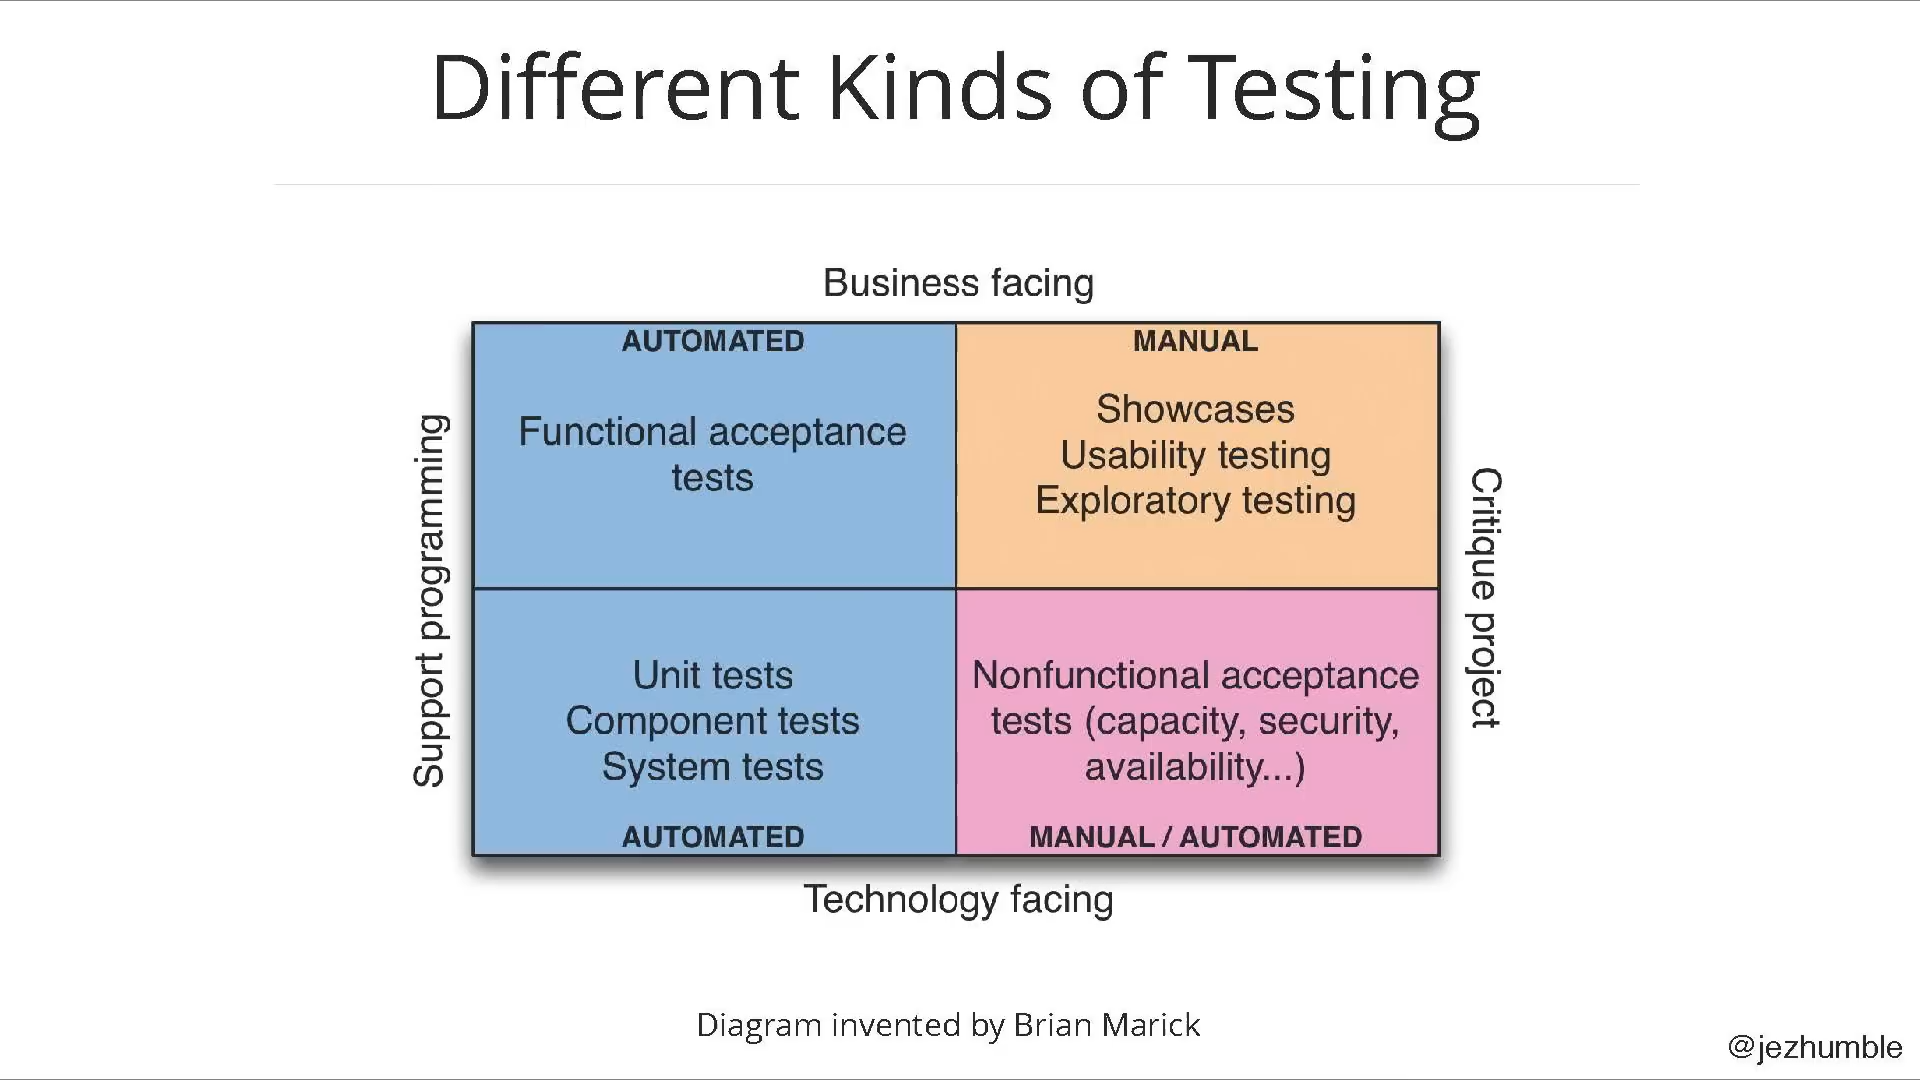 Different Kinds of Testing
Business facing
AUTOMATED
Functional acceptance
tests
MANUAL
Showcases
Usability testing
Exploratory testing
Support programming
Critique project
Unit tests
Component tests
System tests
AUTOMATED
Nonfunctional acceptance
tests (capacity, security,
availability...)
MANUAL / AUTOMATED
Technology facing
Diagram invented by Brian Marick
@jezhumble